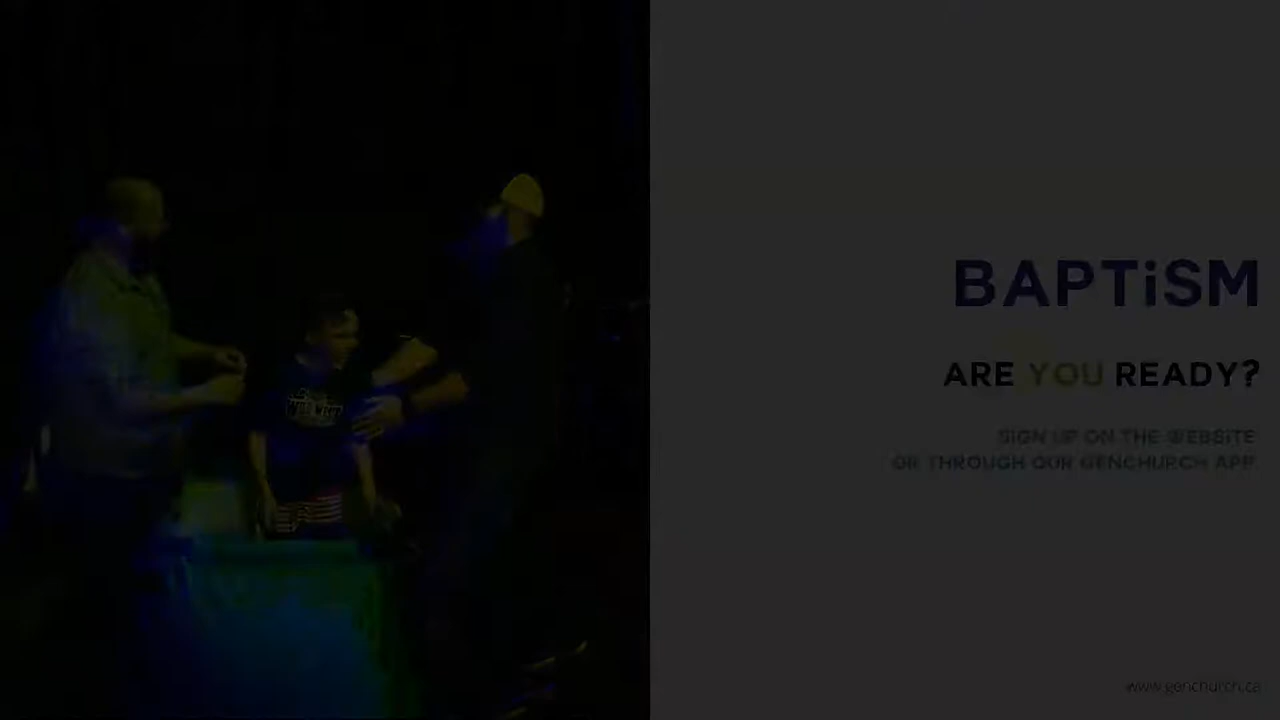 BAPTiSM
ARE YOU READY?
SIGN UP ON THE WEBSITE
OR THROUGH OUR GENCHURCH APP.
www.genchurch.ca